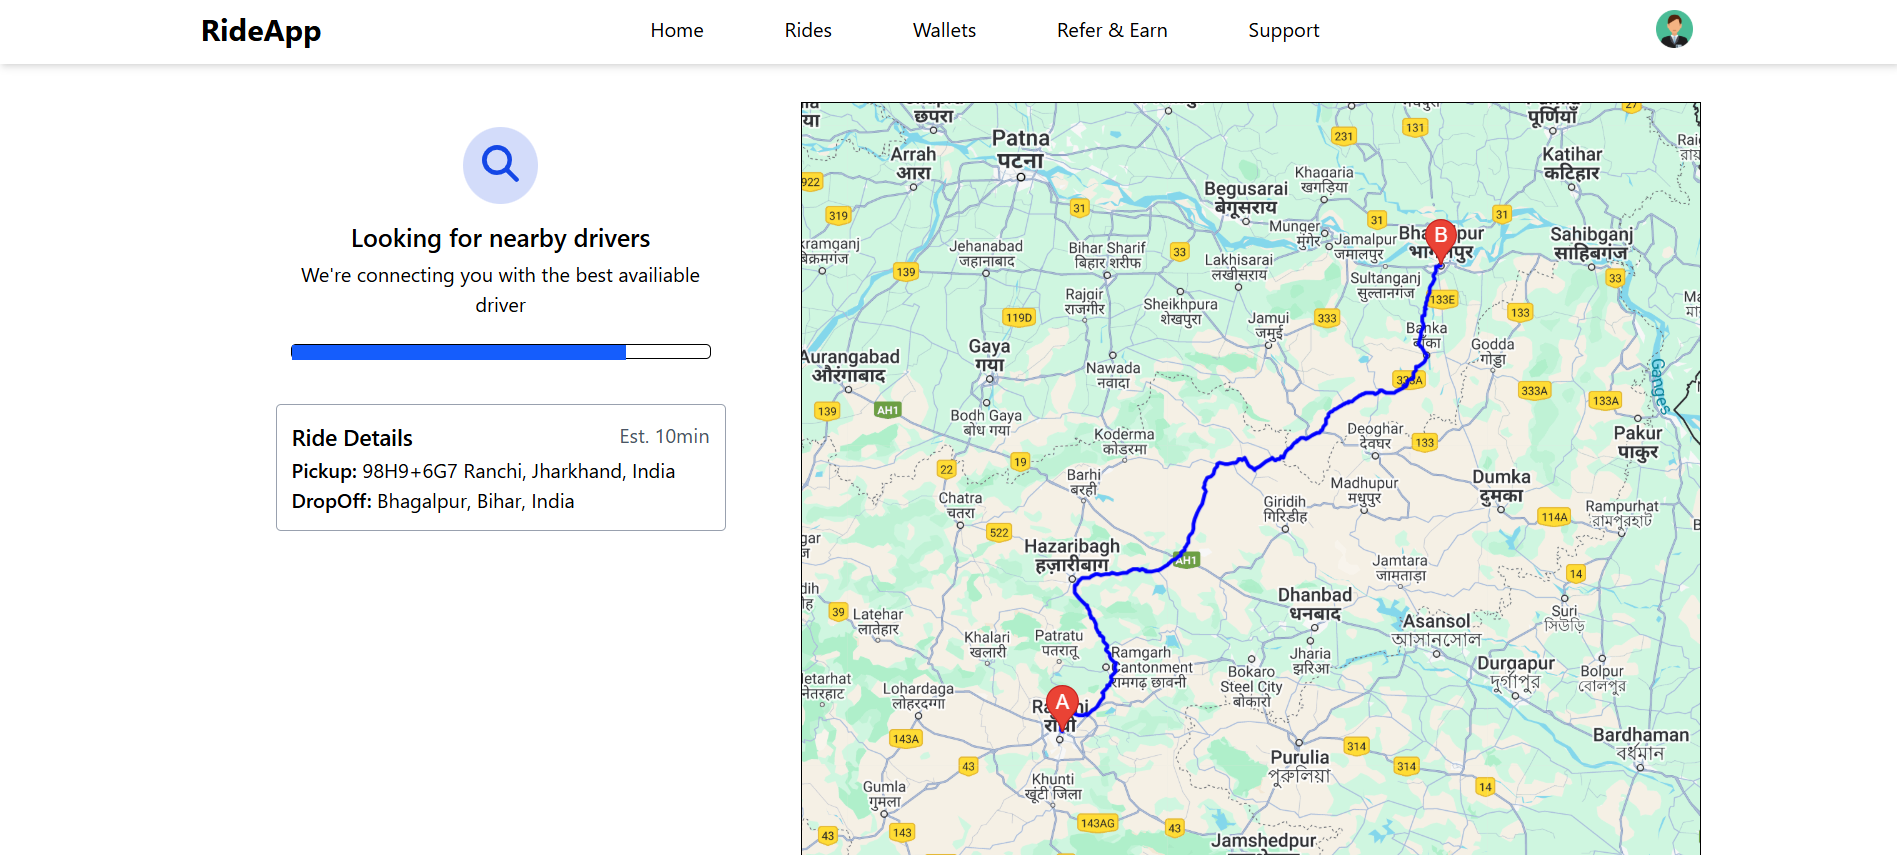 RideApp
Home
Rides
Wallets
Refer & Earn
Support
Looking for nearby drivers
We're connecting you with the best availiable
driver
Ride Details
Est. 10min
Pickup: 98H9+6G7 Ranchi, Jharkhand, India
DropOff: Bhagalpur, Bihar, India
छपरा
पूर्णियाँ
27
231
131
Patna
पटना
Arrah
आरा
Katihar
कटिहार
922
Khagaria
खगड़िया
Begusarai
बेगूसराय
319
31
31
31
Munger
मुंगेर
Jamalpur
जमालपुर
B
Sahibganj
साहिबगंज
Jehanabad
जहानाबाद
Bihar Sharif
बिहार शरीफ
33
Lakhisarai
लखीसराय
139
Sultanganj
सुल्तानगंज
33
133E
Rajgir
राजगीर
Sheikhpura
शेखपुरा
119D
Jamui
जमुई
333
133
Banka
Godda
गोड्डा
Gaya
गया
Aurangabad
औरंगाबाद
Nawada
नवादा
Ganges
333A
133A
139
AH1
Bodh Gaya
बोध गया
Koderma
कोडरमा
Deoghar
देवघर
133
Pakur
पाकुर
22
19
Barhi
बरही
Madhupur
मधुपुर
Dumka
दुमका
Chatra
चतरा
Giridih
गिरिडीह
Rampurhat
রামপুরহাট
114A
522
Hazaribagh
हज़ारीबाग
AH1
Jamtara
जामताड़ा
14
Dhanbad
धनबाद
39
Latehar
लातेहार
Suri
সিউড়ি
Asansol
আসানসোল
Khalari
खलारी
Patratu
पतरातू
Ramgarh
Cantonment
रामगढ़ छावनी
Jharia
झरिआ
Bokaro
Steel City
बोकारो
Durgapur
দুর্গাপুর
Bolpur
বোলপুর
Lohardaga
लोहरदग्गा
A
143A
43
Purulia
পুরুলিয়া
314
314
Bardhaman
বর্ধমান
Khunti
खूंटी जिला
Gumla
गुमला
14
143AG
43
43
143
Jamshedpur